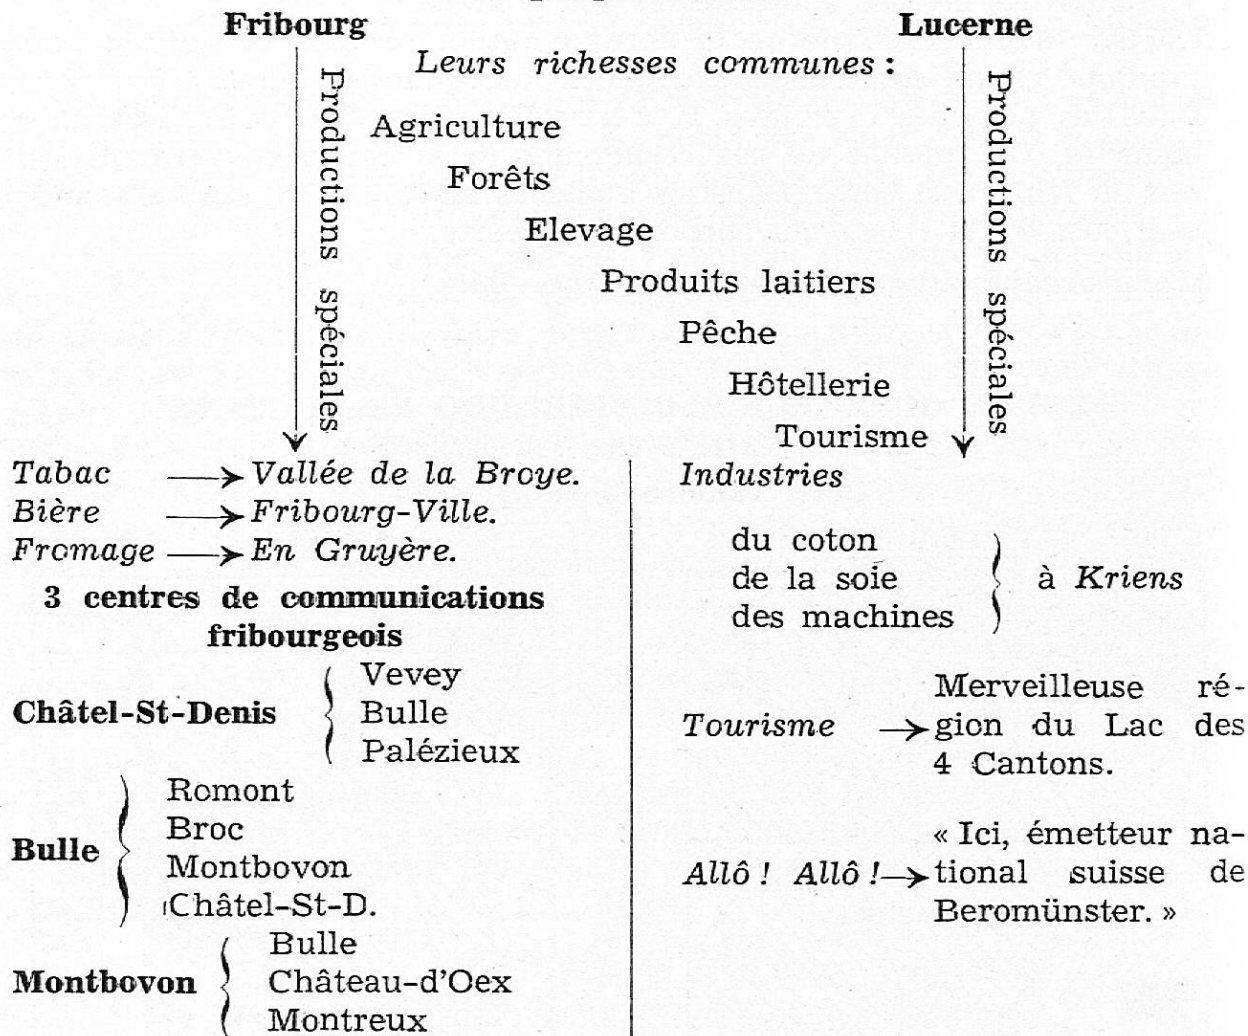 Fribourg
Lucerne
Leurs richesses communes :
Productions spéciales
Productions spéciales
Agriculture
Forêts
Elevage
Produits laitiers
Pêche
Hôtellerie
Tourisme
Tabac → Vallée de la Broye.
Bière → Fribourg-Ville.
Fromage → En Gruyère.
3 centres de communications
fribourgeois
Châtel-St-Denis
Vevey
Bulle
Palézieux
Bulle
Romont
Broc
Montbovon
Châtel-St-D.
Montbovon
Bulle
Château-d'Oex
Montreux
Industries
du coton
de la soie
des machines
à Kriens
Tourisme →
Merveilleuse ré-
gion du Lac des
4 Cantons.
Allô ! Allô ! →
« Ici, émetteur na-
tional suisse de
Beromünster. »